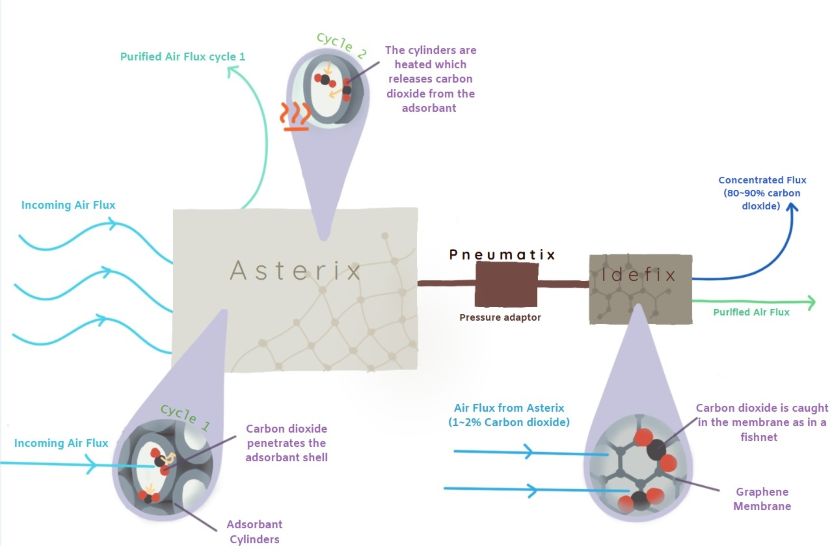 Cycle 2
Purified Air Flux cycle 1
The cylinders are
heated which
releases carbon
dioxide from the
adsorbant
Incoming Air Flux
Asterix
Pneumatix
Pressure adaptor
Idefix
Concentrated Flux
(80~90% carbon
dioxide)
Purified Air Flux
Cycle 1
Incoming Air Flux
Carbon dioxide
penetrates the
adsorbant shell
Adsorbant
Cylinders
Air Flux from Asterix
(1~2% Carbon dioxide)
Carbon dioxide is caught
in the membrane as in a
fishnet
Graphene
Membrane